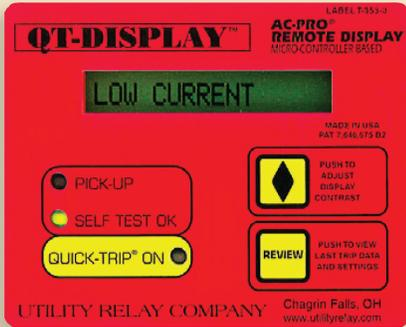 LABEL T-355-3
QT-DISPLAY™
AC-PRO®
REMOTE DISPLAY
MICRO-CONTROLLER BASED
LOW CURRENT
MADE IN USA
PAT 7,646,575 B2
PICK-UP
SELF TEST OK
QUICK-TRIP® ON
PUSH TO
ADJUST
DISPLAY
CONTRAST
REVIEW
PUSH TO VIEW
LAST TRIP DATA
AND SETTINGS
UTILITY RELAY COMPANY
Chagrin Falls, OH
www.utilityrelay.com